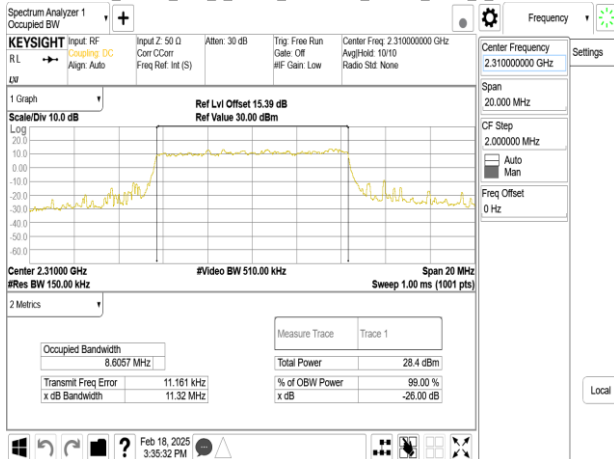 Spectrum Analyzer 1
Occupied BW
Frequency
KEYSIGHT
RL
Input: RF
Coupling: DC
Align: Auto
Input Z: 50 Ω
Corr CCorr
Freq Ref: Int (S)
Atten: 30 dB
Trig: Free Run
Gate: Off
#IF Gain: Low
Center Freq: 2.310000000 GHz
Avg|Hold: 10/10
Radio Std: None
LXI
Center Frequency
2.310000000 GHz
Settings
Span
20.000 MHz
CF Step
2.000000 MHz
Auto
Man
Freq Offset
0 Hz
Local
1 Graph
Scale/Div 10.0 dB
Ref Lvl Offset 15.39 dB
Ref Value 30.00 dBm
Log
20.0
10.0
0.00
-10.0
-20.0
-30.0
-40.0
-50.0
-60.0
Center 2.31000 GHz
#Res BW 150.00 kHz
#Video BW 510.00 kHz
Span 20 MHz
Sweep 1.00 ms (1001 pts)
2 Metrics
Measure Trace Trace 1
Occupied Bandwidth
8.6057 MHz
Total Power 28.4 dBm
Transmit Freq Error 11.161 kHz
% of OBW Power 99.00 %
x dB Bandwidth 11.32 MHz
x dB -26.00 dB
Feb 18, 2025
3:35:32 PM